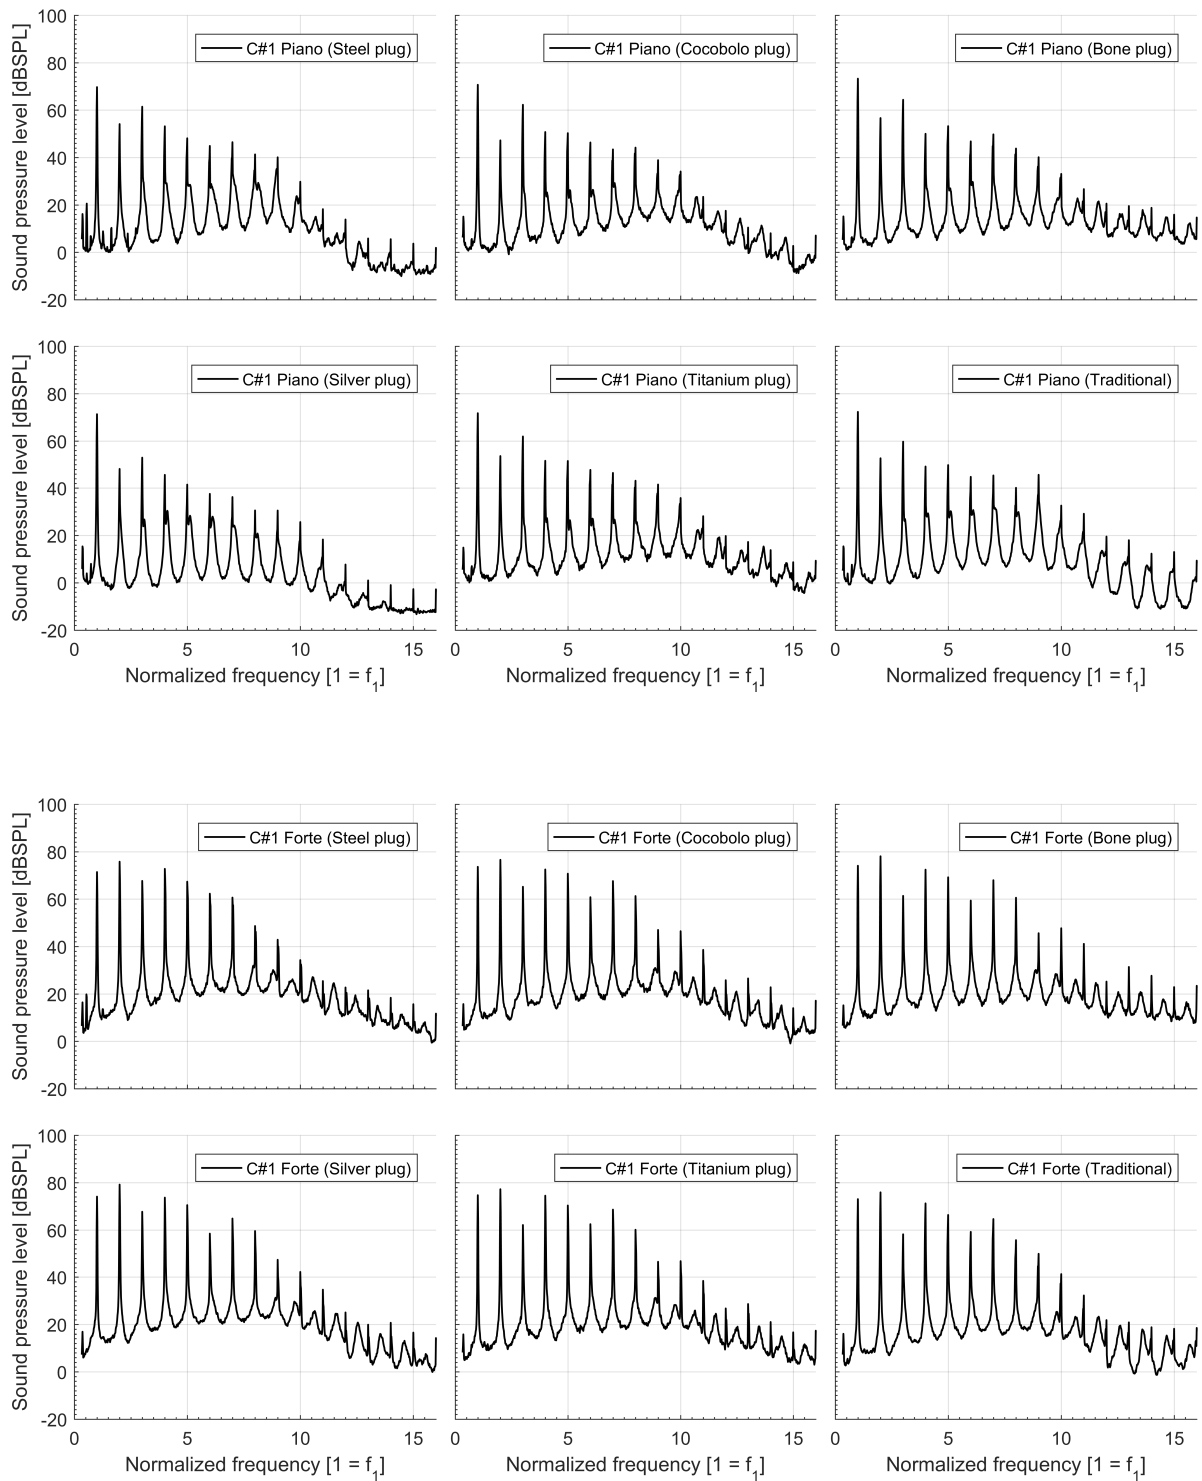 100
80
60
40
20
0
-20
Sound pressure level [dBSPL]
C#1 Piano (Steel plug)
C#1 Piano (Cocobolo plug)
C#1 Piano (Bone plug)
100
80
60
40
20
0
-20
Sound pressure level [dBSPL]
C#1 Piano (Silver plug)
C#1 Piano (Titanium plug)
C#1 Piano (Traditional)
0 5 10 15
0 5 10 15
0 5 10 15
Normalized frequency [1 = f1]
Normalized frequency [1 = f1]
Normalized frequency [1 = f1]
100
80
60
40
20
0
-20
Sound pressure level [dBSPL]
C#1 Forte (Steel plug)
C#1 Forte (Cocobolo plug)
C#1 Forte (Bone plug)
100
80
60
40
20
0
-20
Sound pressure level [dBSPL]
C#1 Forte (Silver plug)
C#1 Forte (Titanium plug)
C#1 Forte (Traditional)
0 5 10 15
0 5 10 15
0 5 10 15
Normalized frequency [1 = f1]
Normalized frequency [1 = f1]
Normalized frequency [1 = f1]